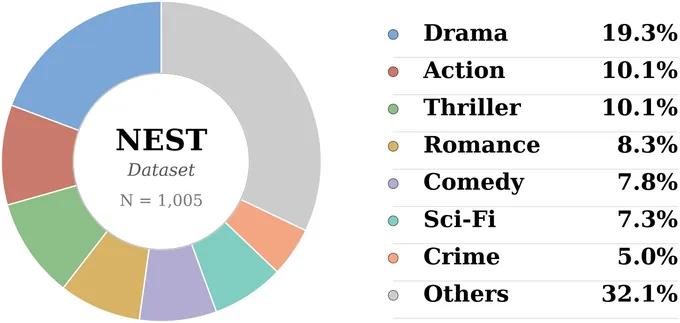 NEST
Dataset
N = 1,005
Drama 19.3%
Action 10.1%
Thriller 10.1%
Romance 8.3%
Comedy 7.8%
Sci-Fi 7.3%
Crime 5.0%
Others 32.1%